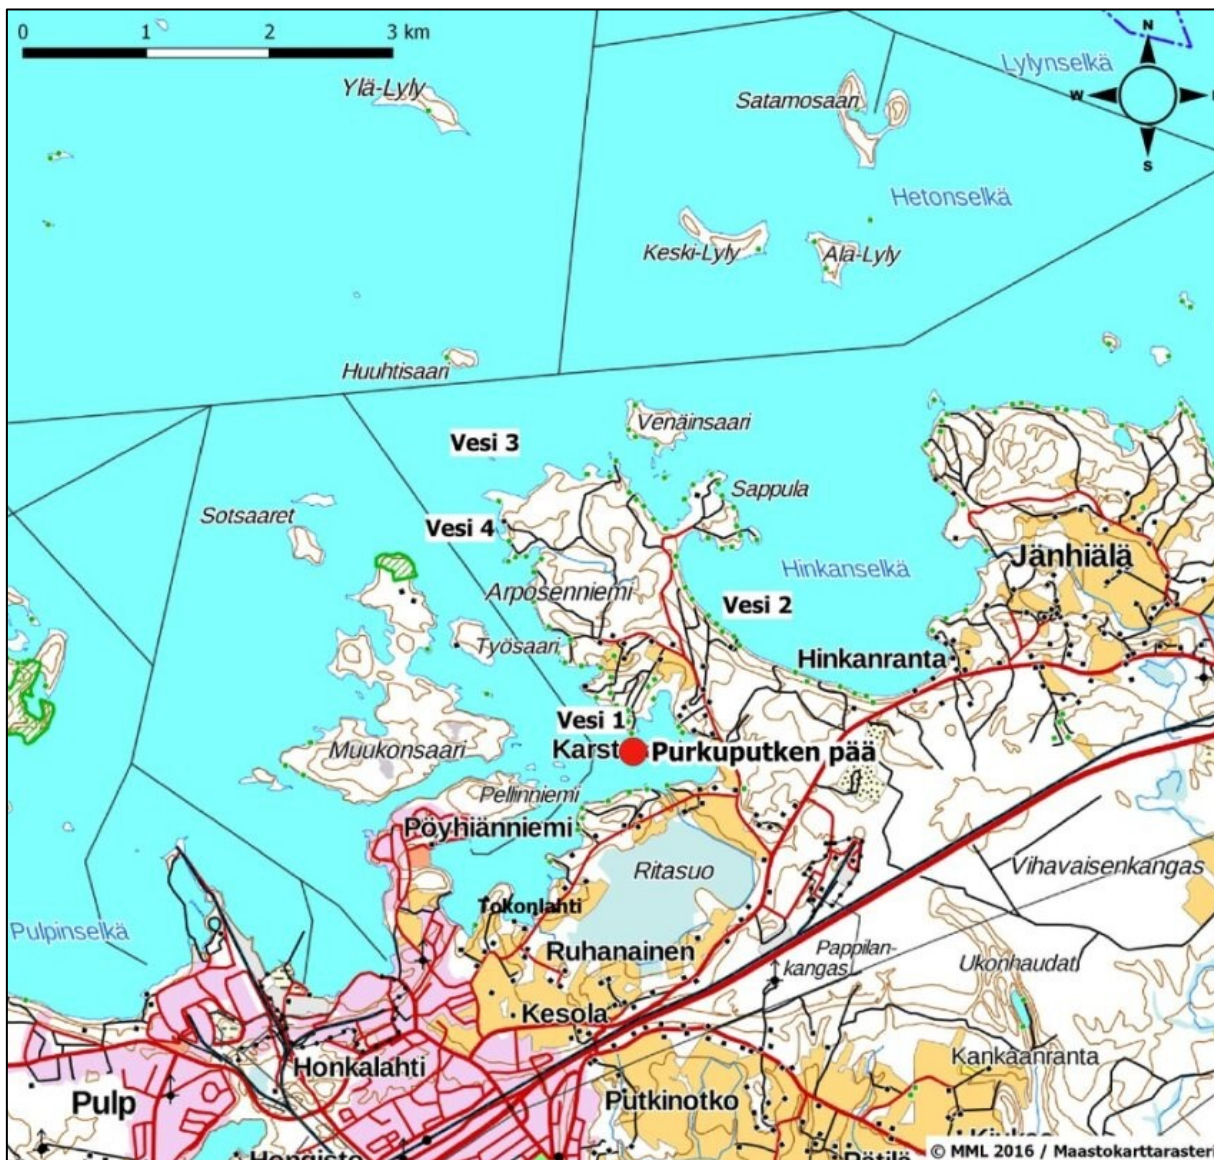 0 1 2 3 km
N
Lylynselkä
W
S
Ylä-Lyly
Satamosaari
Hetonselkä
Keski-Lyly
Ala-Lyly
Huuhtisaari
Venäinsaari
Vesi 3
Sappula
Sotsaaret
Vesi 4
Jänhiälä
Hinkanselkä
Arposenniemi
Vesi 2
Työsaari
Hinkanranta
Vesi 1
Muukonsaari
Purkuputken pää
Pellinniemi
Pöyhiänniemi
Ritasuo
Vihavaisenkangas
Tokonlahti
Pulpinselkä
Ruhanainen
Pappilan-
kangas
Ukonhaudat
Kesola
Kankaanranta
Honkalahti
Pulp
Putkinotko
© MML 2016 / Maastokarttarasteri